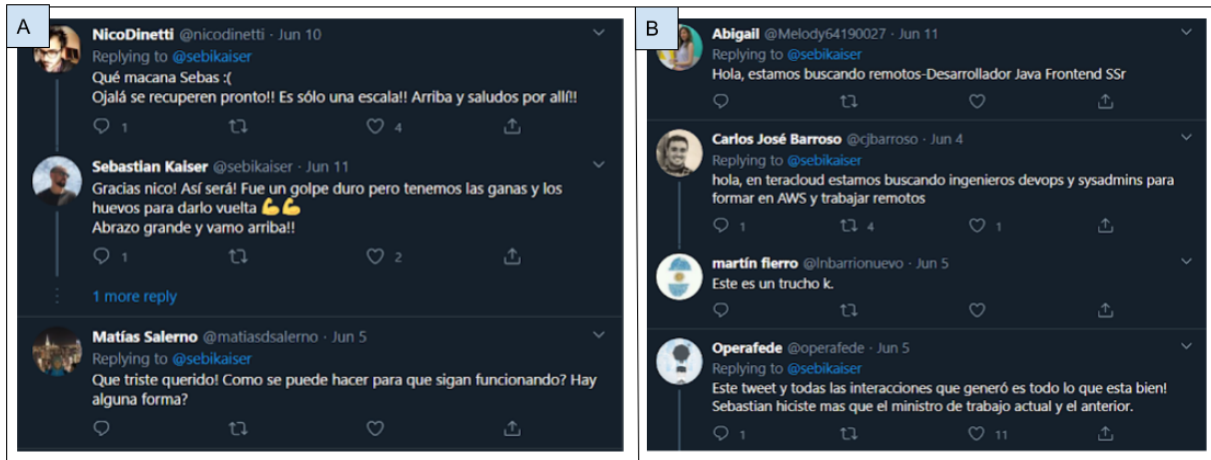 A
NicoDinetti @nicodinetti · Jun 10
Replying to @sebikaiser
Qué macana Sebas :(
Ojalá se recuperen pronto!! Es sólo una escala!! Arriba y saludos por allí!!
1 4
Sebastian Kaiser @sebikaiser · Jun 11
Gracias nico! Así será! Fue un golpe duro pero tenemos las ganas y los
huevos para darlo vuelta 💪💪
Abrazo grande y vamo arriba!!
1 2
1 more reply
Matías Salerno @matiasdsalerno · Jun 5
Replying to @sebikaiser
Que triste querido! Como se puede hacer para que sigan funcionando? Hay
alguna forma?
B
Abigail @Melody64190027 · Jun 11
Replying to @sebikaiser
Hola, estamos buscando remotos-Desarrollador Java Frontend SSr
Carlos José Barroso @cjbarroso · Jun 4
Replying to @sebikaiser
hola, en teracloud estamos buscando ingenieros devops y sysadmins para
formar en AWS y trabajar remotos
1 4 1
martín fierro @lnbarrionuevo · Jun 5
Este es un trucho k.
Operafede @operafede · Jun 5
Replying to @sebikaiser
Este tweet y todas las interacciones que generó es todo lo que esta bien!
Sebastian hiciste mas que el ministro de trabajo actual y el anterior.
1 11